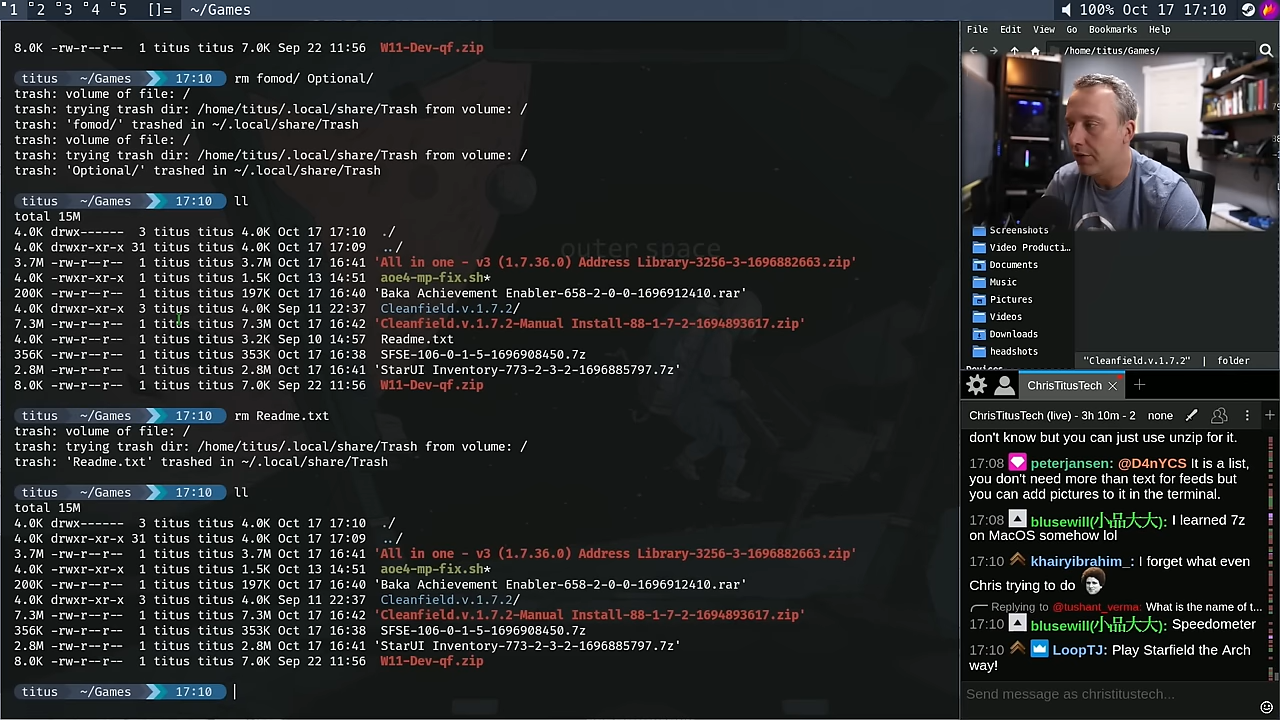 1 2 3 4 5 []= ~/Games 100% Oct 17 17:10
8.0K -rw-r--r--  1 titus titus 7.0K Sep 22 11:56  W11-Dev-qf.zip
titus ~/Games 17:10 rm fomod/ Optional/
trash: volume of file: /
trash: trying trash dir: /home/titus/.local/share/Trash from volume: /
trash: 'fomod/' trashed in ~/.local/share/Trash
trash: volume of file: /
trash: trying trash dir: /home/titus/.local/share/Trash from volume: /
trash: 'Optional/' trashed in ~/.local/share/Trash
titus ~/Games 17:10 ll
total 15M
4.0K drwx------  3 titus titus 4.0K Oct 17 17:10  ./
4.0K drwxr-xr-x 31 titus titus 4.0K Oct 17 17:09  ../
outer space
3.7M -rw-r--r--  1 titus titus 3.7M Oct 17 16:41 'All in one - v3 (1.7.36.0) Address Library-3256-3-1696882663.zip'
4.0K -rwxr-xr-x  1 titus titus 1.5K Oct 13 14:51  aoe4-mp-fix.sh*
200K -rw-r--r--  1 titus titus 197K Oct 17 16:40 'Baka Achievement Enabler-658-2-0-0-1696912410.rar'
4.0K drwxr-xr-x  3 titus titus 4.0K Sep 11 22:37  Cleanfield.v.1.7.2/
7.3M -rw-r--r--  1 titus titus 7.3M Oct 17 16:42 'Cleanfield.v.1.7.2-Manual Install-88-1-7-2-1694893617.zip'
4.0K -rw-r--r--  1 titus titus 3.2K Sep 10 14:57  Readme.txt
356K -rw-r--r--  1 titus titus 353K Oct 17 16:38  SFSE-106-0-1-5-1696908450.7z
2.8M -rw-r--r--  1 titus titus 2.8M Oct 17 16:41 'StarUI Inventory-773-2-3-2-1696885797.7z'
8.0K -rw-r--r--  1 titus titus 7.0K Sep 22 11:56  W11-Dev-qf.zip
titus ~/Games 17:10 rm Readme.txt
trash: volume of file: /
trash: trying trash dir: /home/titus/.local/share/Trash from volume: /
trash: 'Readme.txt' trashed in ~/.local/share/Trash
titus ~/Games 17:10 ll
total 15M
4.0K drwx------  3 titus titus 4.0K Oct 17 17:10  ./
4.0K drwxr-xr-x 31 titus titus 4.0K Oct 17 17:09  ../
3.7M -rw-r--r--  1 titus titus 3.7M Oct 17 16:41 'All in one - v3 (1.7.36.0) Address Library-3256-3-1696882663.zip'
4.0K -rwxr-xr-x  1 titus titus 1.5K Oct 13 14:51  aoe4-mp-fix.sh*
200K -rw-r--r--  1 titus titus 197K Oct 17 16:40 'Baka Achievement Enabler-658-2-0-0-1696912410.rar'
4.0K drwxr-xr-x  3 titus titus 4.0K Sep 11 22:37  Cleanfield.v.1.7.2/
7.3M -rw-r--r--  1 titus titus 7.3M Oct 17 16:42 'Cleanfield.v.1.7.2-Manual Install-88-1-7-2-1694893617.zip'
356K -rw-r--r--  1 titus titus 353K Oct 17 16:38  SFSE-106-0-1-5-1696908450.7z
2.8M -rw-r--r--  1 titus titus 2.8M Oct 17 16:41 'StarUI Inventory-773-2-3-2-1696885797.7z'
8.0K -rw-r--r--  1 titus titus 7.0K Sep 22 11:56  W11-Dev-qf.zip
titus ~/Games 17:10
File Edit View Go Bookmarks Help
/home/titus/Games/
Screenshots
Video Producti...
Documents
Music
Pictures
Videos
Downloads
headshots
"Cleanfield.v.1.7.2" | folder
ChrisTitusTech
ChrisTitusTech (live) - 3h 10m - 2 none
don't know but you can just use unzip for it.
17:08 peterjansen: @D4nYCS It is a list,
you don't need more than text for feeds but
you can add pictures to it in the terminal.
17:08 blusewill(小品大大): I learned 7z
on MacOS somehow lol
17:10 khairyibrahim_: I forget what even
Chris trying to do
Replying to @tushant_verma: What is the name of t...
17:10 blusewill(小品大大): Speedometer
17:10 LoopTJ: Play Starfield the Arch
way!
Send message as christitustech...